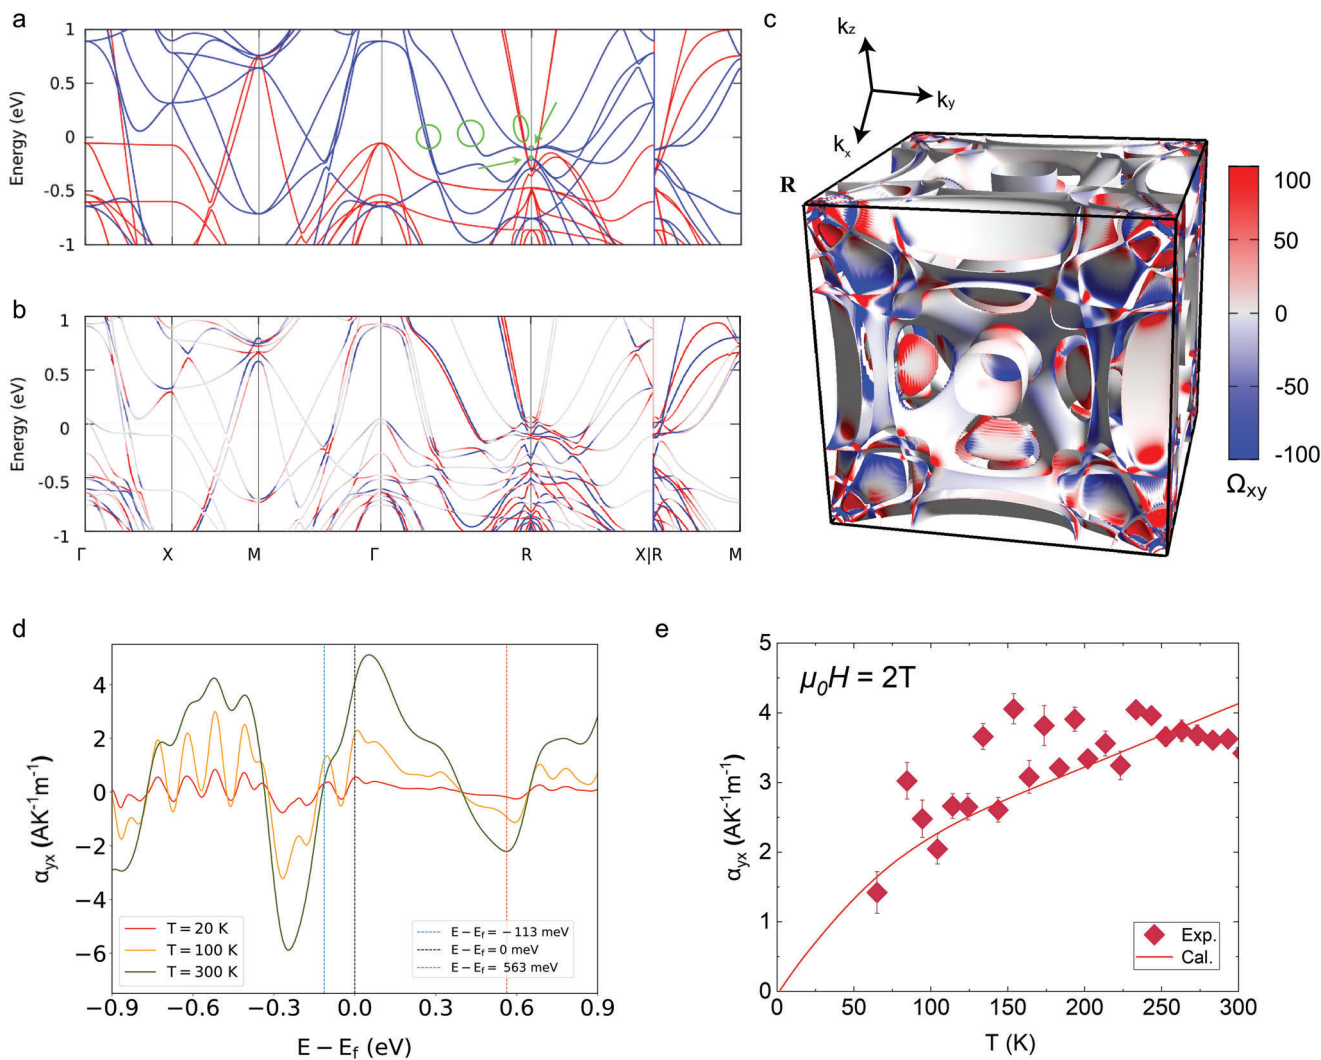 a
1
0.5
0
-0.5
-1
Energy (eV)
b
1
0.5
0
-0.5
-1
Energy (eV)
Γ X M Γ R X|R M
c
kz
ky
kx
R
100
50
0
-50
-100
Ωxy
d
4
2
0
−2
−4
−6
αyx (AK-1m-1)
T = 20 K
T = 100 K
T = 300 K
E − Ef = −113 meV
E − Ef = 0 meV
E − Ef = 563 meV
−0.9 −0.6 −0.3 0.0 0.3 0.6 0.9
E − Ef (eV)
e
5
4
3
2
1
0
αyx (AK-1m-1)
μ0H = 2T
Exp.
Cal.
0 50 100 150 200 250 300
T (K)